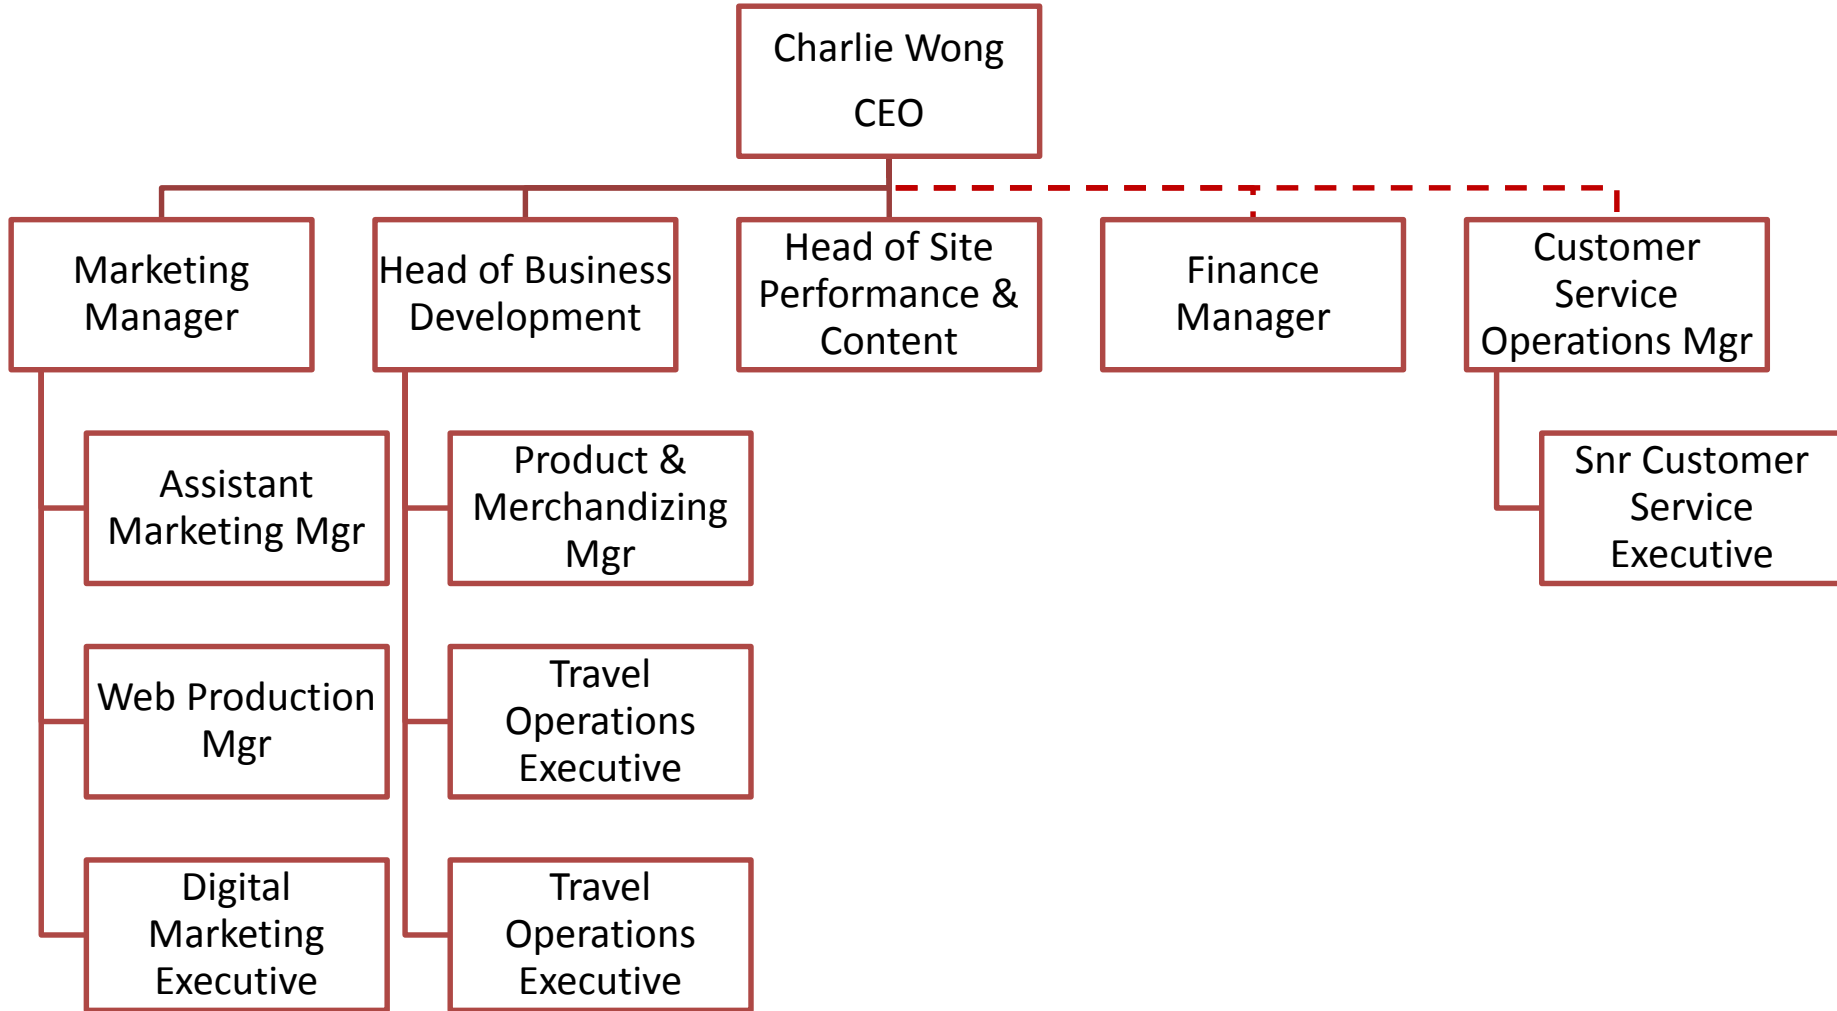 Charlie Wong
CEO
Marketing
Manager
Head of Business
Development
Head of Site
Performance &
Content
Finance
Manager
Customer
Service
Operations Mgr
Assistant
Marketing Mgr
Product &
Merchandizing
Mgr
Snr Customer
Service
Executive
Web Production
Mgr
Travel
Operations
Executive
Digital
Marketing
Executive
Travel
Operations
Executive